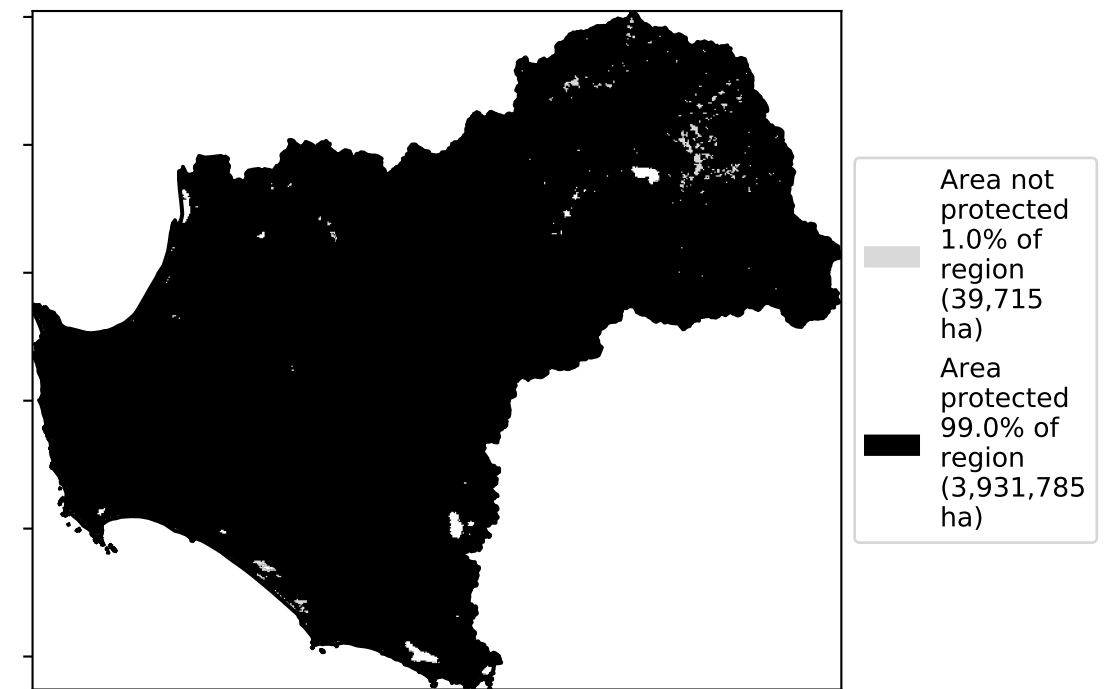 Area not
protected
1.0% of
region
(39,715
ha)
Area
protected
99.0% of
region
(3,931,785
ha)